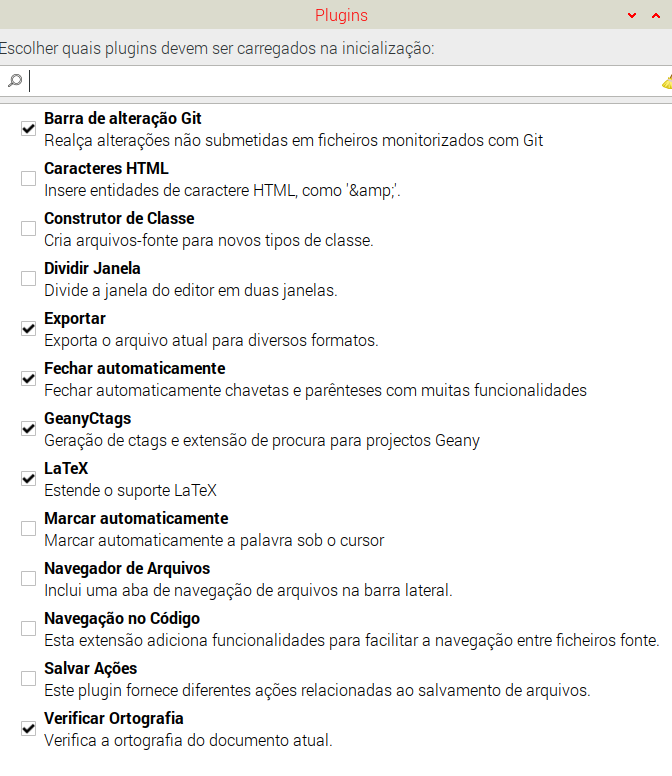 Plugins
Escolher quais plugins devem ser carregados na inicialização:
Barra de alteração Git
Realça alterações não submetidas em ficheiros monitorizados com Git
Caracteres HTML
Insere entidades de caractere HTML, como '&amp;'.
Construtor de Classe
Cria arquivos-fonte para novos tipos de classe.
Dividir Janela
Divide a janela do editor em duas janelas.
Exportar
Exporta o arquivo atual para diversos formatos.
Fechar automaticamente
Fechar automaticamente chavetas e parênteses com muitas funcionalidades
GeanyCtags
Geração de ctags e extensão de procura para projectos Geany
LaTeX
Estende o suporte LaTeX
Marcar automaticamente
Marcar automaticamente a palavra sob o cursor
Navegador de Arquivos
Inclui uma aba de navegação de arquivos na barra lateral.
Navegação no Código
Esta extensão adiciona funcionalidades para facilitar a navegação entre ficheiros fonte.
Salvar Ações
Este plugin fornece diferentes ações relacionadas ao salvamento de arquivos.
Verificar Ortografia
Verifica a ortografia do documento atual.